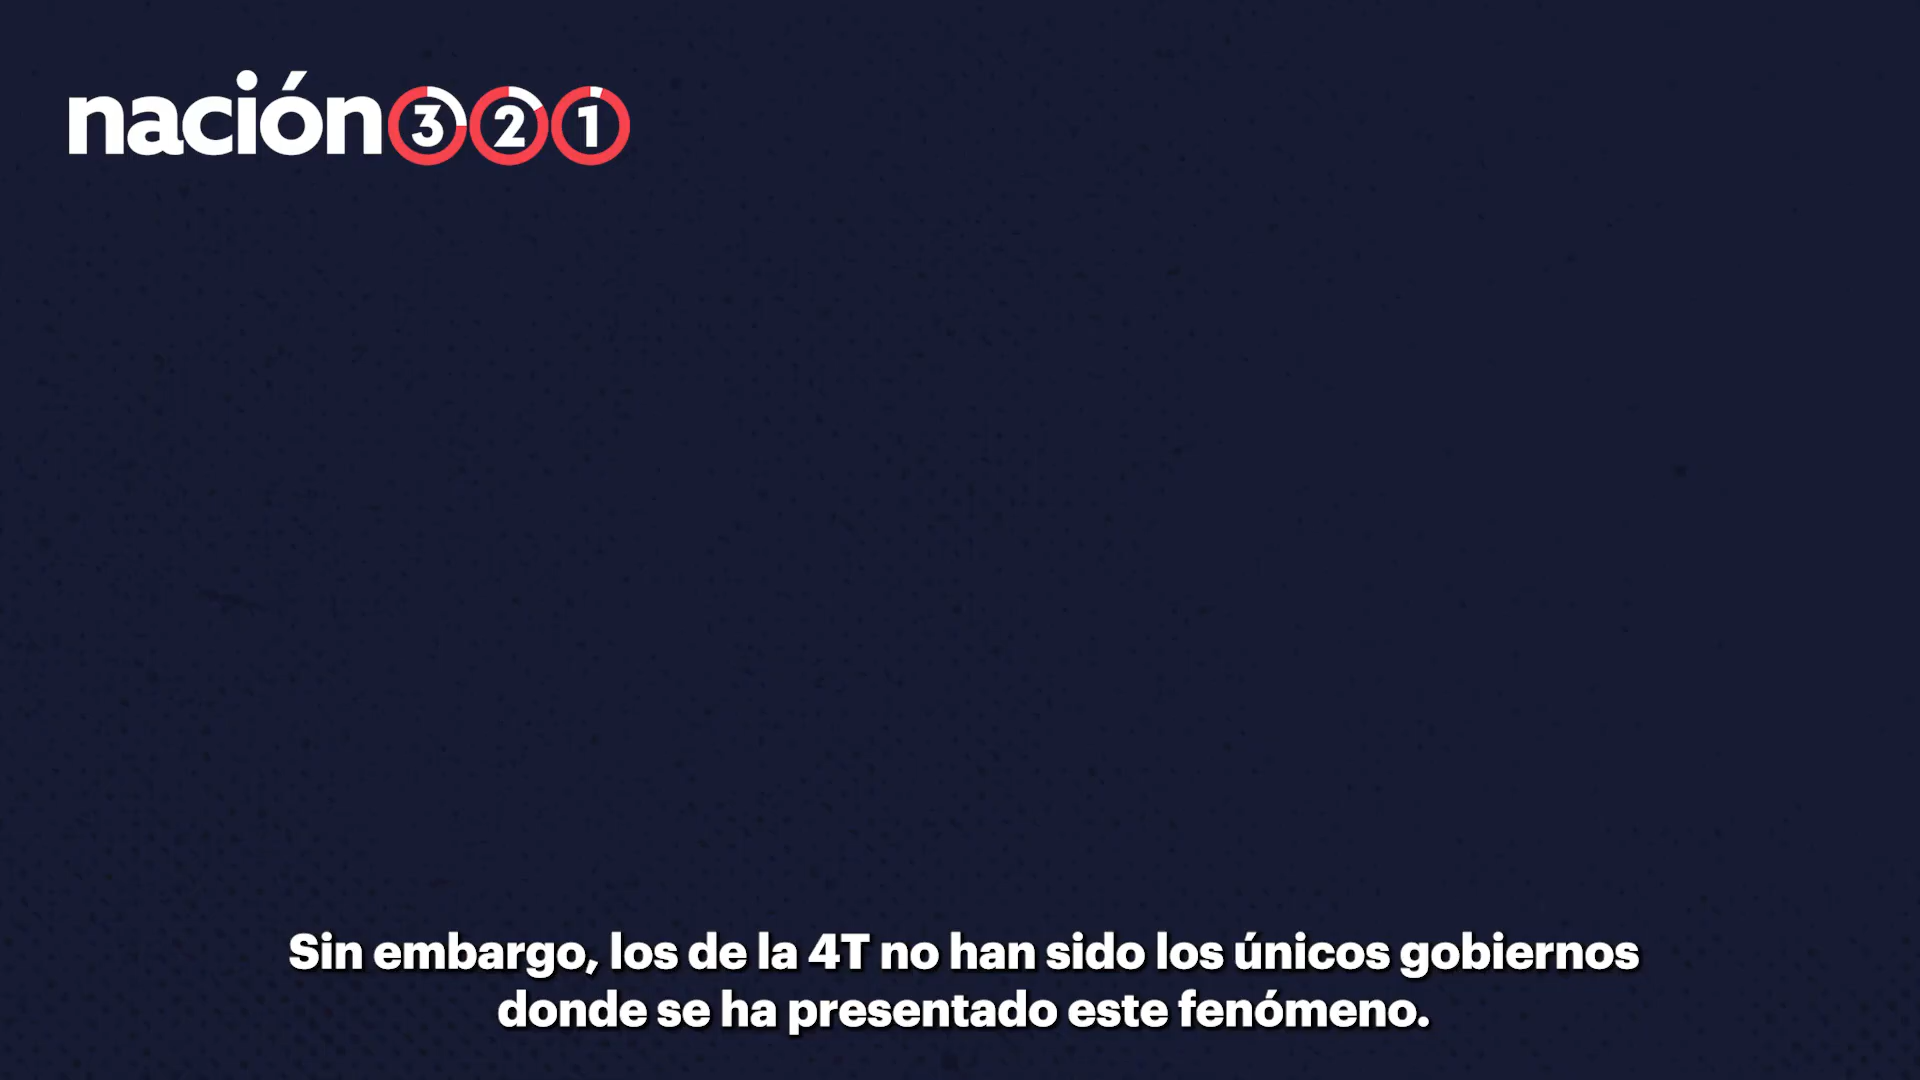 nación321
Sin embargo, los de la 4T no han sido los únicos gobiernos
donde se ha presentado este fenómeno.